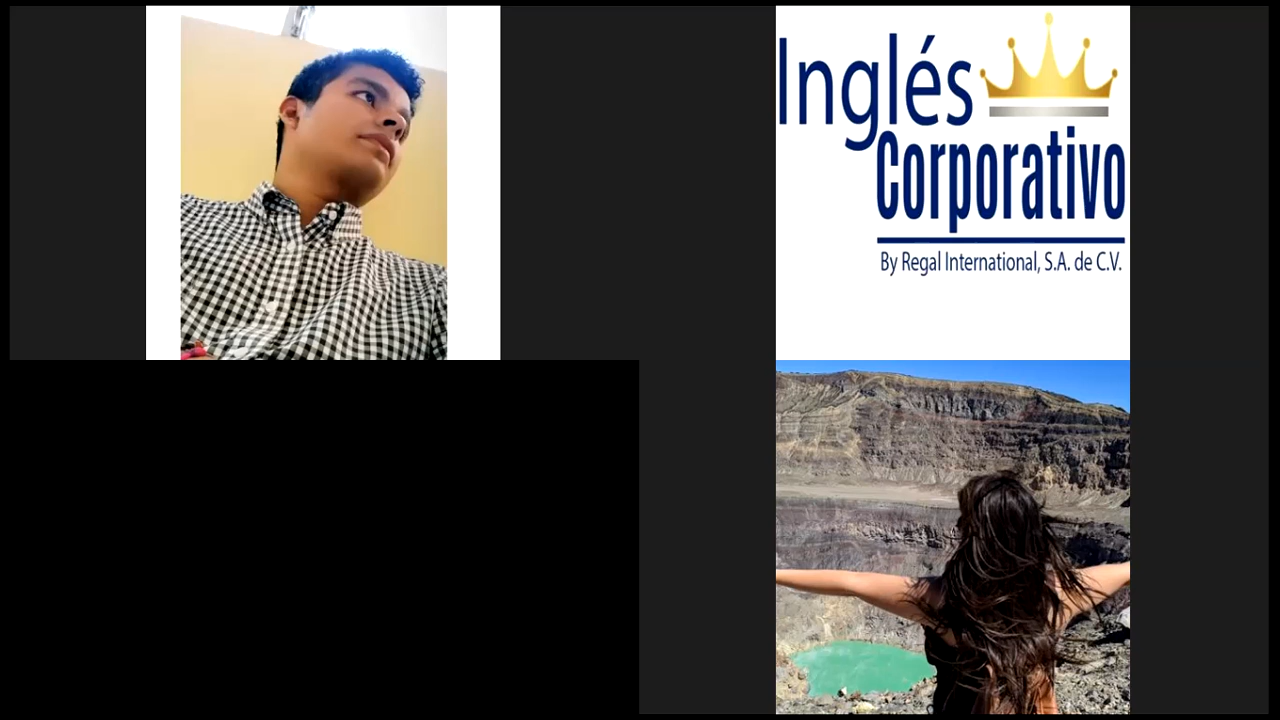 Inglés
Corporativo
By Regal International, S.A. de C.V.